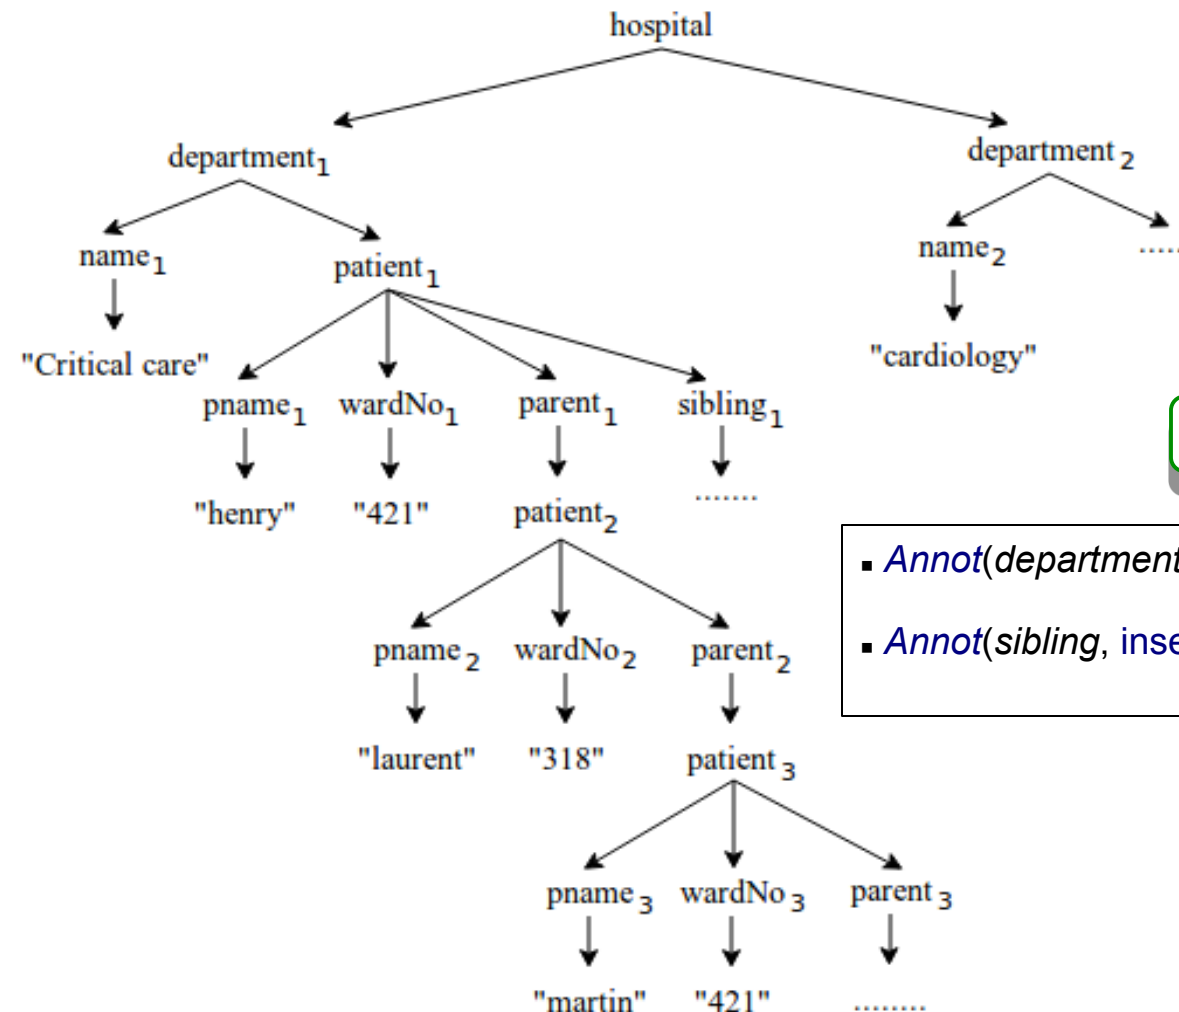 hospital
department1 department2
name1 patient1 name2 .....
"Critical care" "cardiology"
pname1 wardNo1 parent1 sibling1
"henry" "421" patient2 .......
▪ Annot(department
pname2 wardNo2 parent2 ▪ Annot(sibling, inse
"laurent" "318" patient3
pname3 wardNo3 parent3
"martin" "421" ........